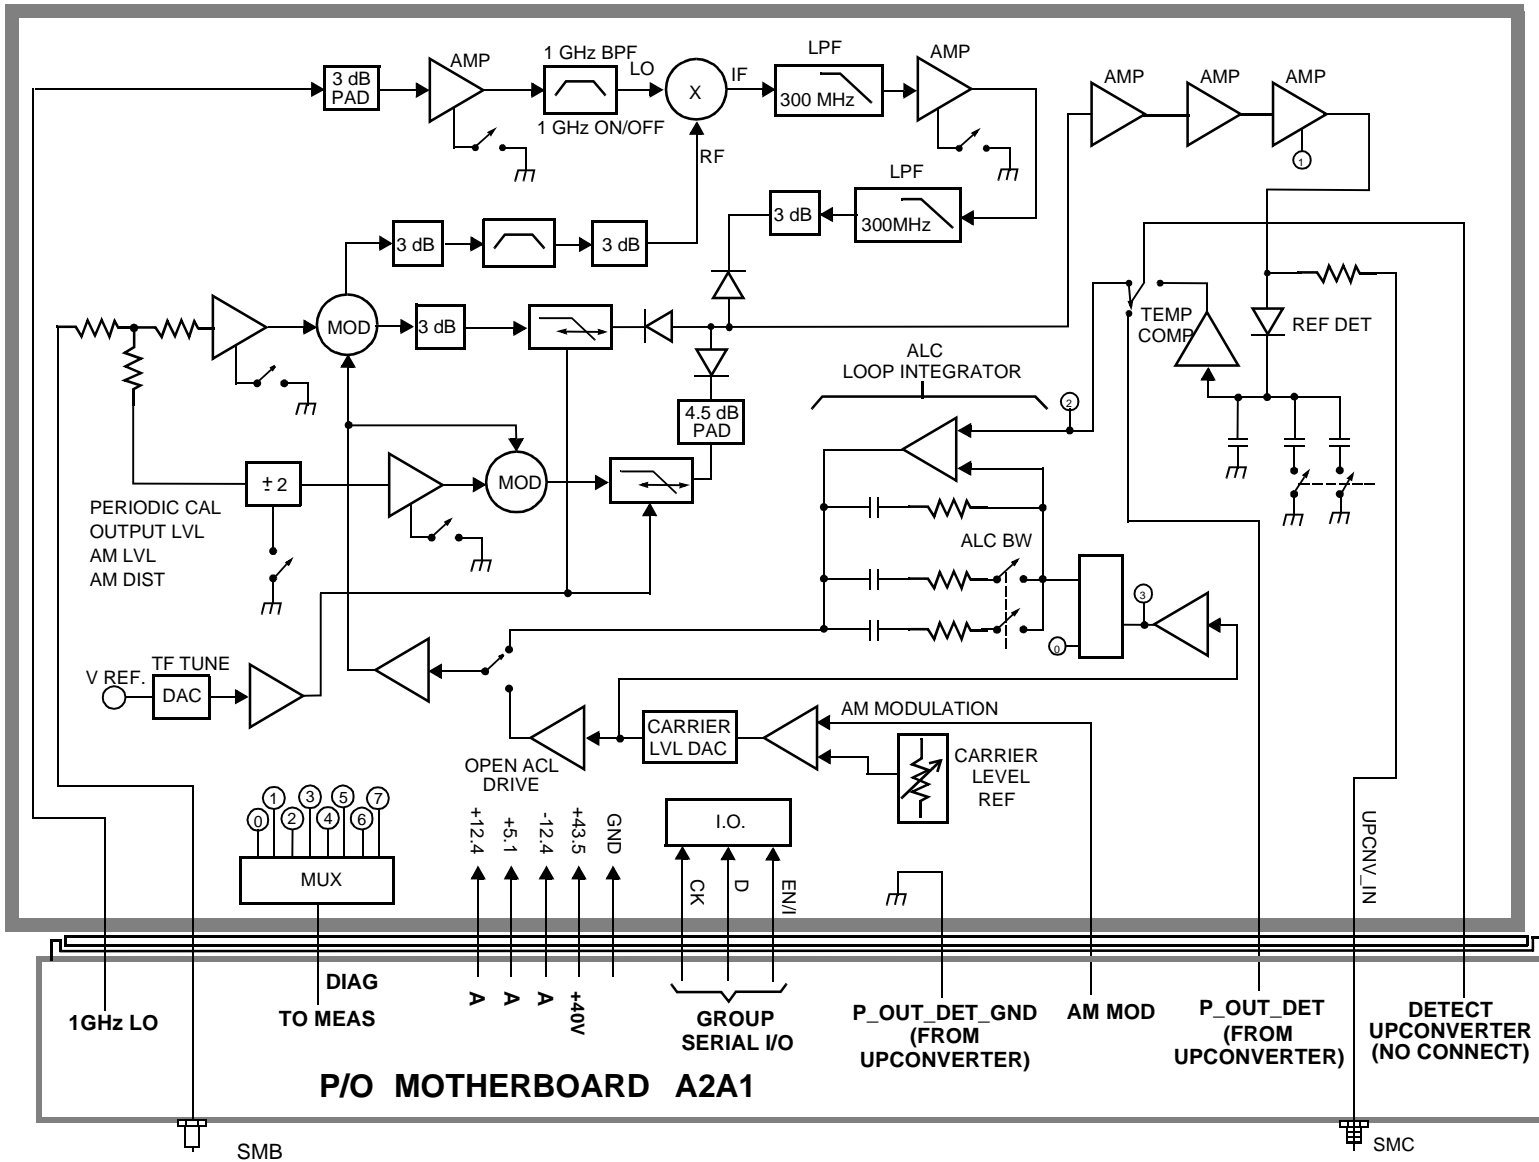 AMP
1 GHz BPF
LO
IF
LPF
AMP
AMP
AMP
AMP
3 dB
PAD
X
300 MHz
1 GHz ON/OFF
RF
1
LPF
3 dB
300MHz
3 dB
3 dB
MOD
3 dB
TEMP
COMP
REF DET
ALC
LOOP INTEGRATOR
2
4.5 dB
PAD
± 2
MOD
PERIODIC CAL
OUTPUT LVL
AM LVL
AM DIST
ALC BW
3
0
TF TUNE
V REF.
DAC
AM MODULATION
CARRIER
LVL DAC
OPEN ACL
DRIVE
CARRIER
LEVEL
REF
0
1
2
3
4
5
6
7
MUX
+12.4
+5.1
-12.4
+43.5
GND
I.O.
CK
D
EN/I
UPCNV_IN
1GHz LO
DIAG
TO MEAS
A
A
A
+40V
GROUP
SERIAL I/O
P_OUT_DET_GND
(FROM
UPCONVERTER)
AM MOD
P_OUT_DET
(FROM
UPCONVERTER)
DETECT
UPCONVERTER
(NO CONNECT)
P/O MOTHERBOARD A2A1
SMB
SMC